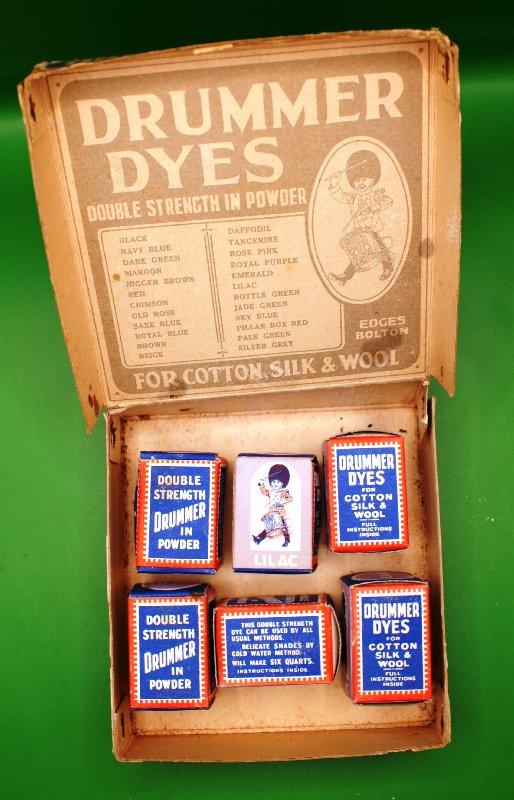 DRUMMER
DYES
DOUBLE STRENGTH IN POWDER
BLACK
NAVY BLUE
DARK GREEN
MAROON
NIGGER BROWN
RED
CRIMSON
OLD ROSE
SAXE BLUE
ROYAL BLUE
BROWN
BEIGE
DAFFODIL
TANGERINE
ROSE PINK
ROYAL PURPLE
EMERALD
LILAC
BOTTLE GREEN
JADE GREEN
SKY BLUE
PILLAR BOX RED
PALE GREEN
SILVER GREY
EDGES
BOLTON
FOR COTTON, SILK & WOOL
DOUBLE
STRENGTH
DRUMMER
IN
POWDER
LILAC
DRUMMER
DYES
FOR
COTTON
SILK &
WOOL
FULL
INSTRUCTIONS
INSIDE
DOUBLE
STRENGTH
DRUMMER
IN
POWDER
THIS DOUBLE STRENGTH
DYE CAN BE USED BY ALL
USUAL METHODS.
DELICATE SHADES BY
COLD WATER METHOD.
WILL MAKE SIX QUARTS.
INSTRUCTIONS INSIDE.
DRUMMER
DYES
FOR
COTTON
SILK &
WOOL
FULL
INSTRUCTIONS
INSIDE